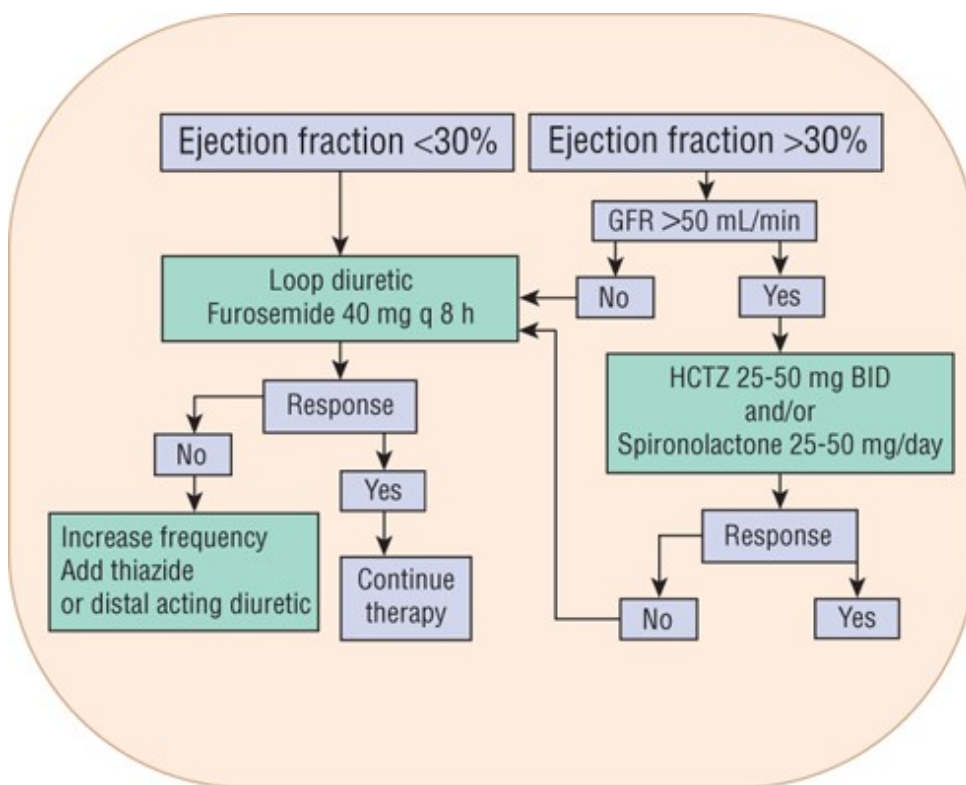 Ejection fraction <30%
Ejection fraction >30%
GFR >50 mL/min
Loop diuretic
Furosemide 40 mg q 8 h
No
Yes
HCTZ 25-50 mg BID
and/or
Spironolactone 25-50 mg/day
Response
No
Yes
Increase frequency
Add thiazide
or distal acting diuretic
Continue
therapy
Response
No
Yes